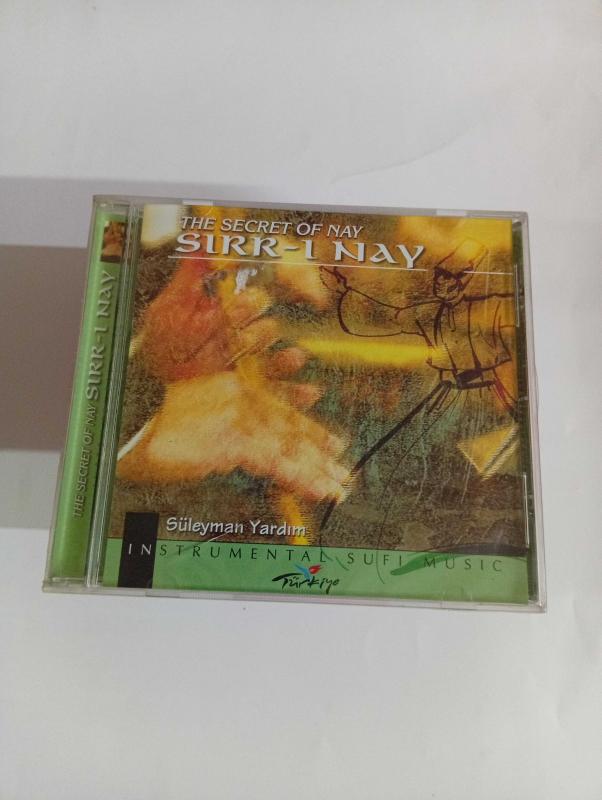 THE SECRET OF NAY
SIRR-I NAY
THE SECRET OF NAY SIRR-I NAY
Süleyman Yardım
INSTRUMENTAL SUFI MUSIC
Türkiye